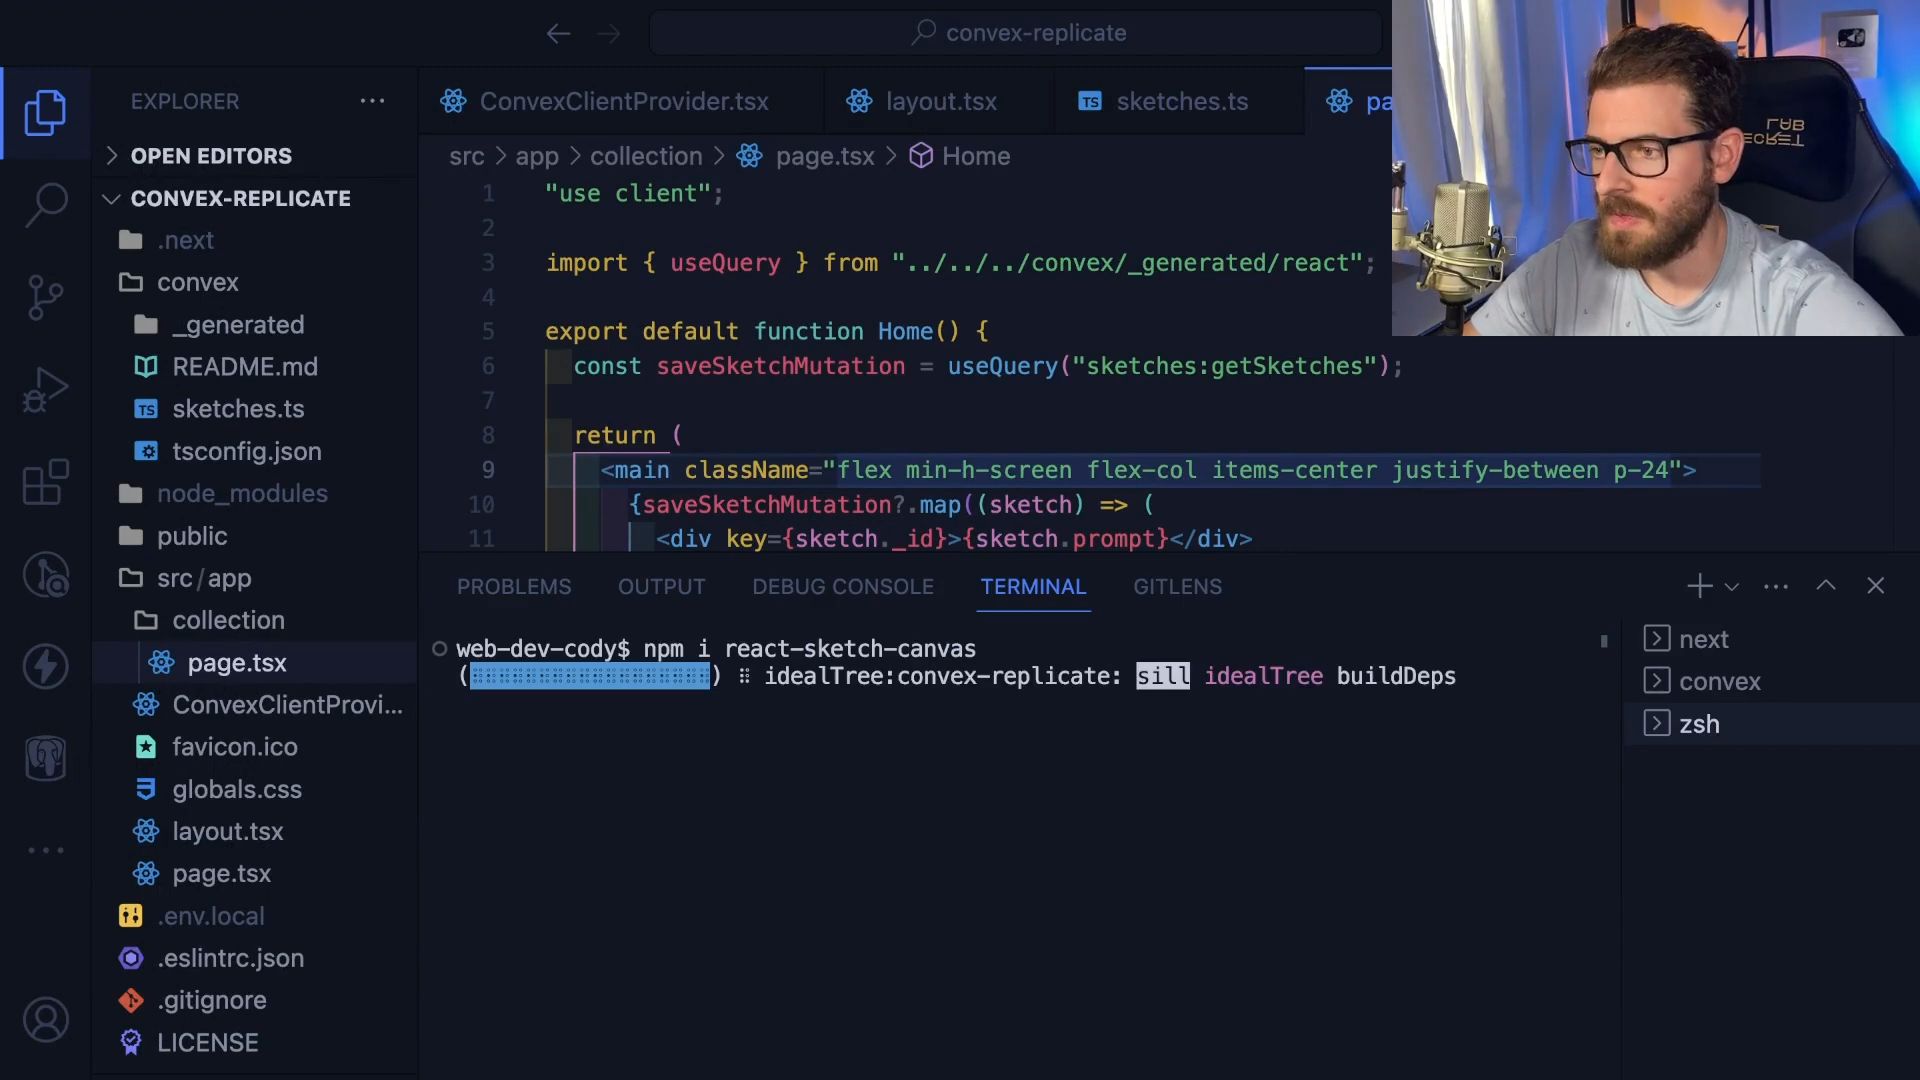 convex-replicate
EXPLORER
OPEN EDITORS
CONVEX-REPLICATE
.next
convex
_generated
README.md
sketches.ts
tsconfig.json
node_modules
public
src/app
collection
page.tsx
ConvexClientProvi...
favicon.ico
globals.css
layout.tsx
page.tsx
.env.local
.eslintrc.json
.gitignore
LICENSE
ConvexClientProvider.tsx
layout.tsx
TS sketches.ts
pa
src > app > collection > page.tsx > Home
1 "use client";
2
3 import { useQuery } from "../../../convex/_generated/react";
4
5 export default function Home() {
6 const saveSketchMutation = useQuery("sketches:getSketches");
7
8 return (
9 <main className="flex min-h-screen flex-col items-center justify-between p-24">
10 {saveSketchMutation?.map((sketch) => (
11 <div key={sketch._id}>{sketch.prompt}</div>
PROBLEMS OUTPUT DEBUG CONSOLE TERMINAL GITLENS
web-dev-cody$ npm i react-sketch-canvas
(⠿⠿⠿⠿⠿⠿⠿⠿⠿⠿⠿⠿⠿⠿⠿⠿⠿⠿) ⠿ idealTree:convex-replicate: sill idealTree buildDeps
next
convex
zsh
SECRET
LAB